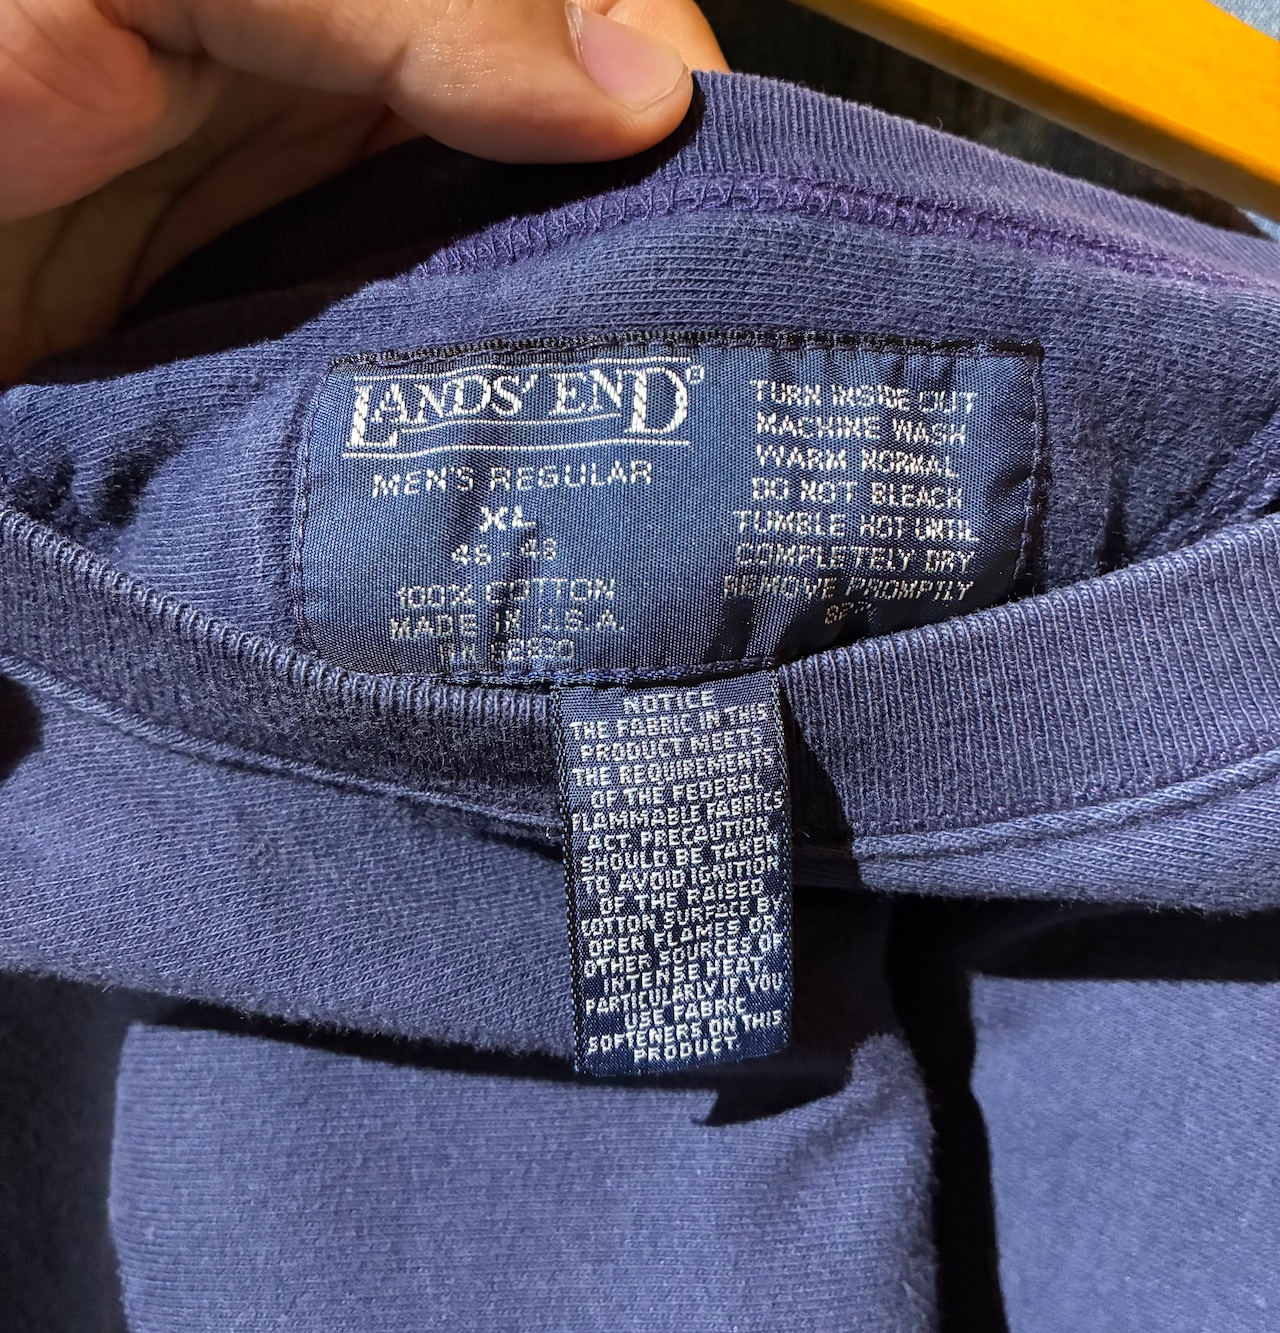 LANDS' END
MEN'S REGULAR
XL
46-48
100% COTTON
MADE IN U.S.A.
RN
TURN INSIDE OUT
MACHINE WASH
WARM NORMAL
DO NOT BLEACH
TUMBLE HOT UNTIL
COMPLETELY DRY
REMOVE PROMPTLY
NOTICE
THE FABRIC IN THIS
PRODUCT MEETS
THE REQUIREMENTS
OF THE FEDERAL
FLAMMABLE FABRICS
ACT. PRECAUTION
SHOULD BE TAKEN
TO AVOID IGNITION
OF THE RAISED
COTTON SURFACE BY
OPEN FLAMES OR
OTHER SOURCES OF
INTENSE HEAT
PARTICULARLY IF YOU
USE FABRIC
SOFTENERS ON THIS
PRODUCT